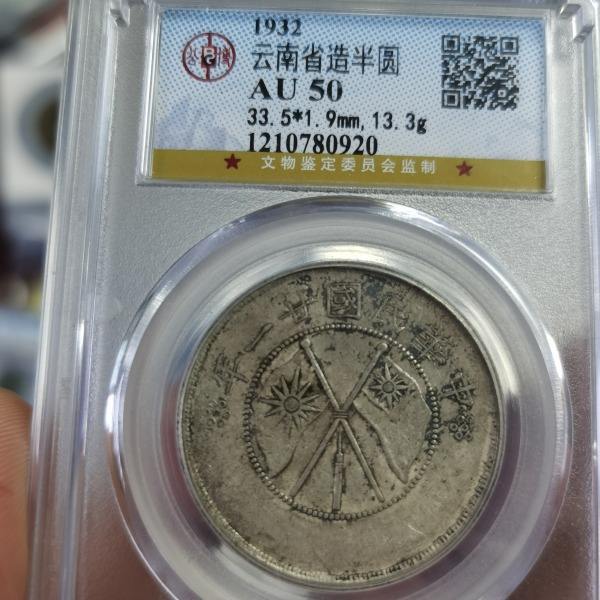 1932
云南省造半圆
AU 50
33.5*1.9mm,13.3g
1210780920
文物鉴定委员会监制
年一廿國民華中